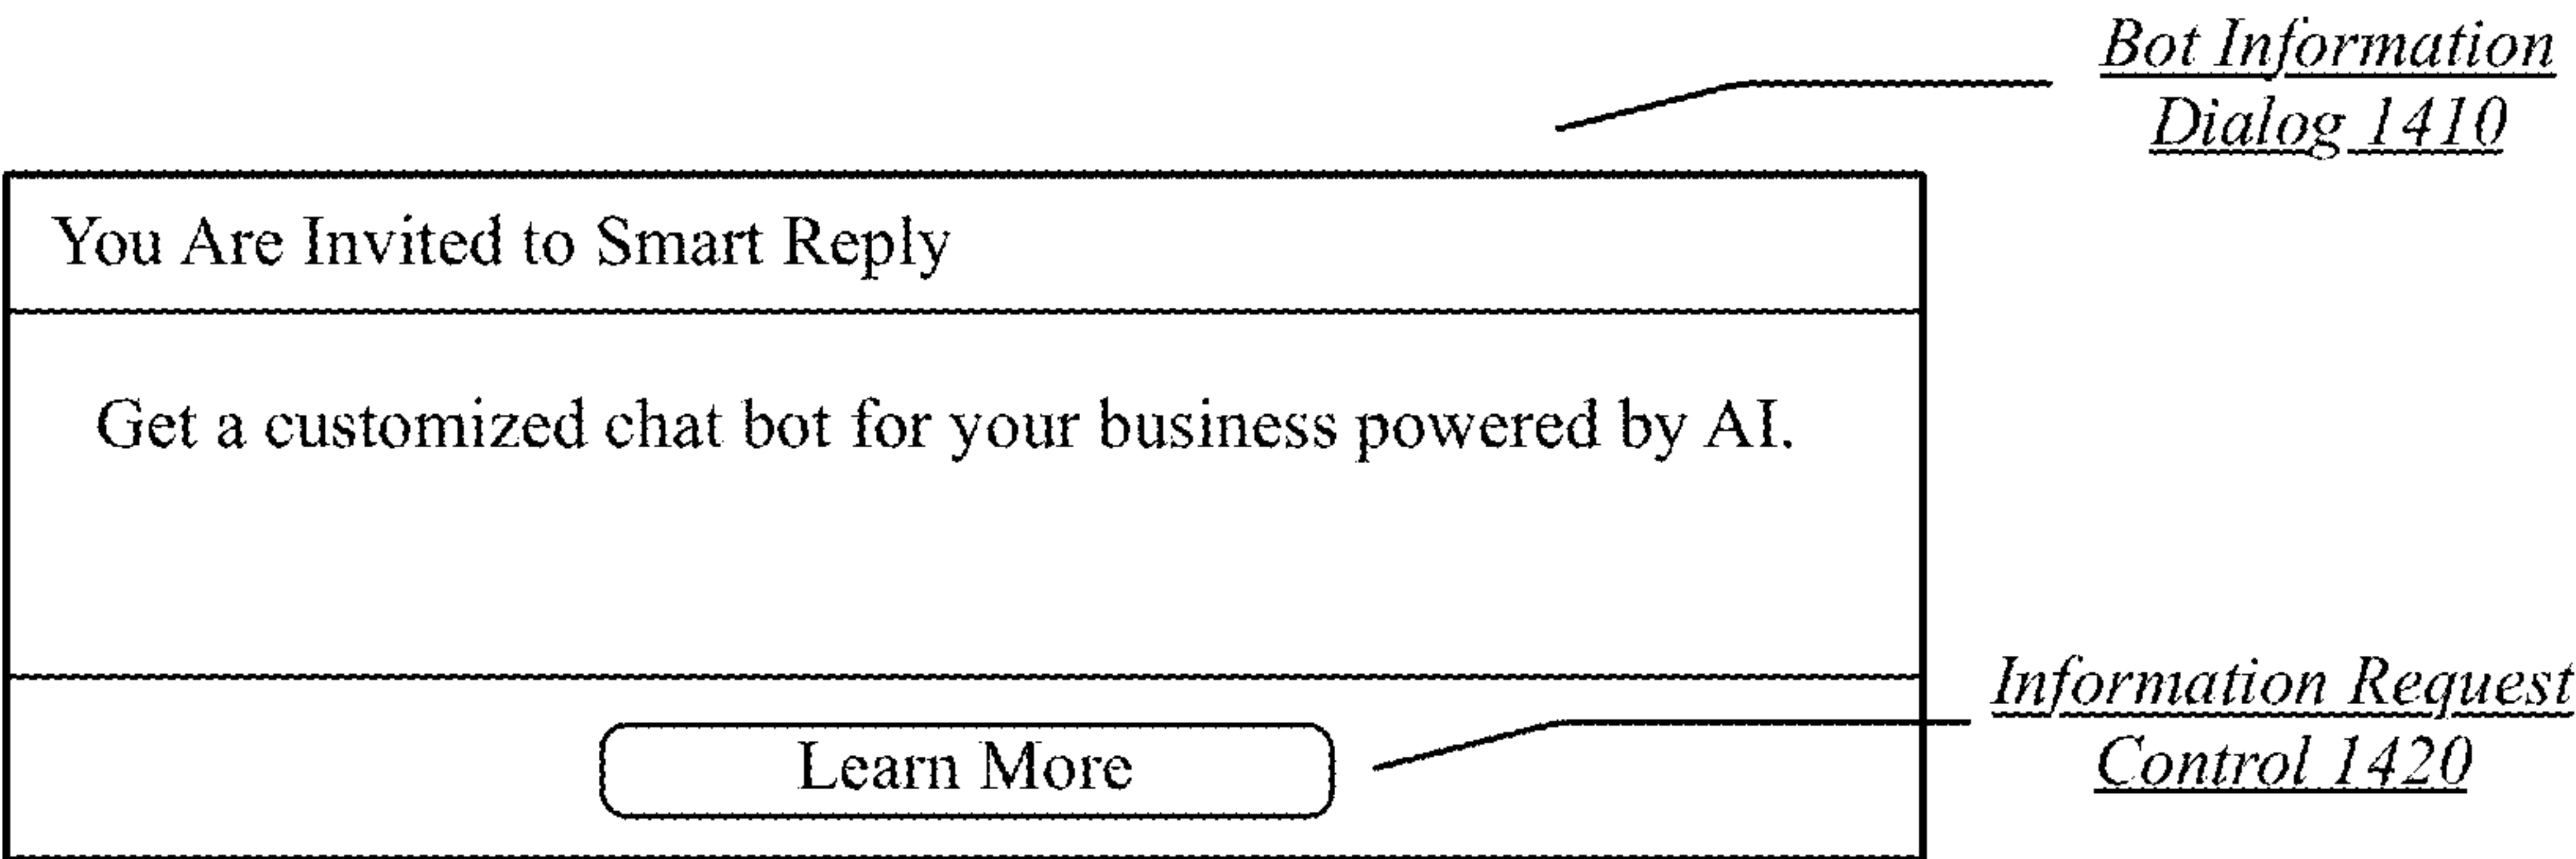 Bot Information
Dialog 1410
You Are Invited to Smart Reply
Get a customized chat bot for your business powered by AI.
Information Request
Control 1420
Learn More